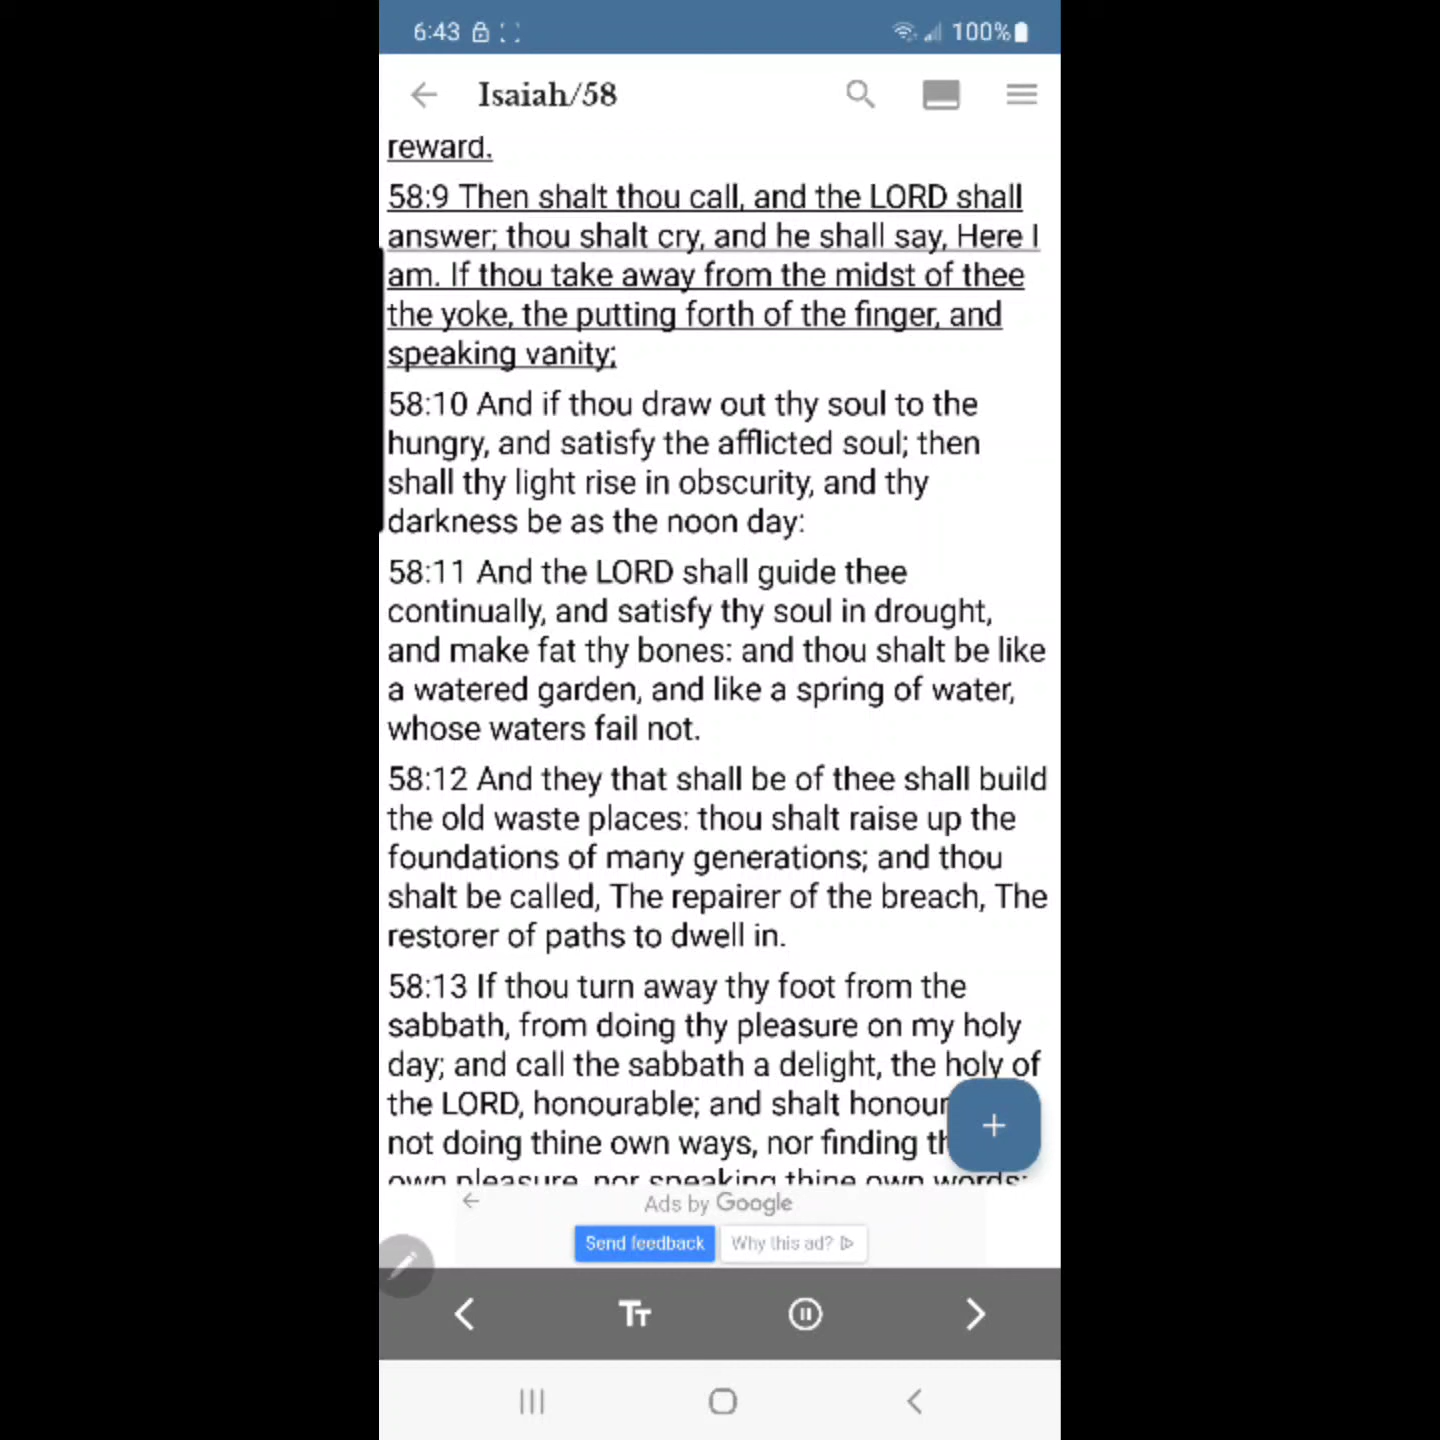 6:43 100%
Isaiah/58
reward.
58:9 Then shalt thou call, and the LORD shall
answer; thou shalt cry, and he shall say, Here I
am. If thou take away from the midst of thee
the yoke, the putting forth of the finger, and
speaking vanity;
58:10 And if thou draw out thy soul to the
hungry, and satisfy the afflicted soul; then
shall thy light rise in obscurity, and thy
darkness be as the noon day:
58:11 And the LORD shall guide thee
continually, and satisfy thy soul in drought,
and make fat thy bones: and thou shalt be like
a watered garden, and like a spring of water,
whose waters fail not.
58:12 And they that shall be of thee shall build
the old waste places: thou shalt raise up the
foundations of many generations; and thou
shalt be called, The repairer of the breach, The
restorer of paths to dwell in.
58:13 If thou turn away thy foot from the
sabbath, from doing thy pleasure on my holy
day; and call the sabbath a delight, the holy of
the LORD, honourable; and shalt honour
not doing thine own ways, nor finding
own pleasure, nor speaking thine own words:
Ads by Google
Send feedback Why this ad?
TT